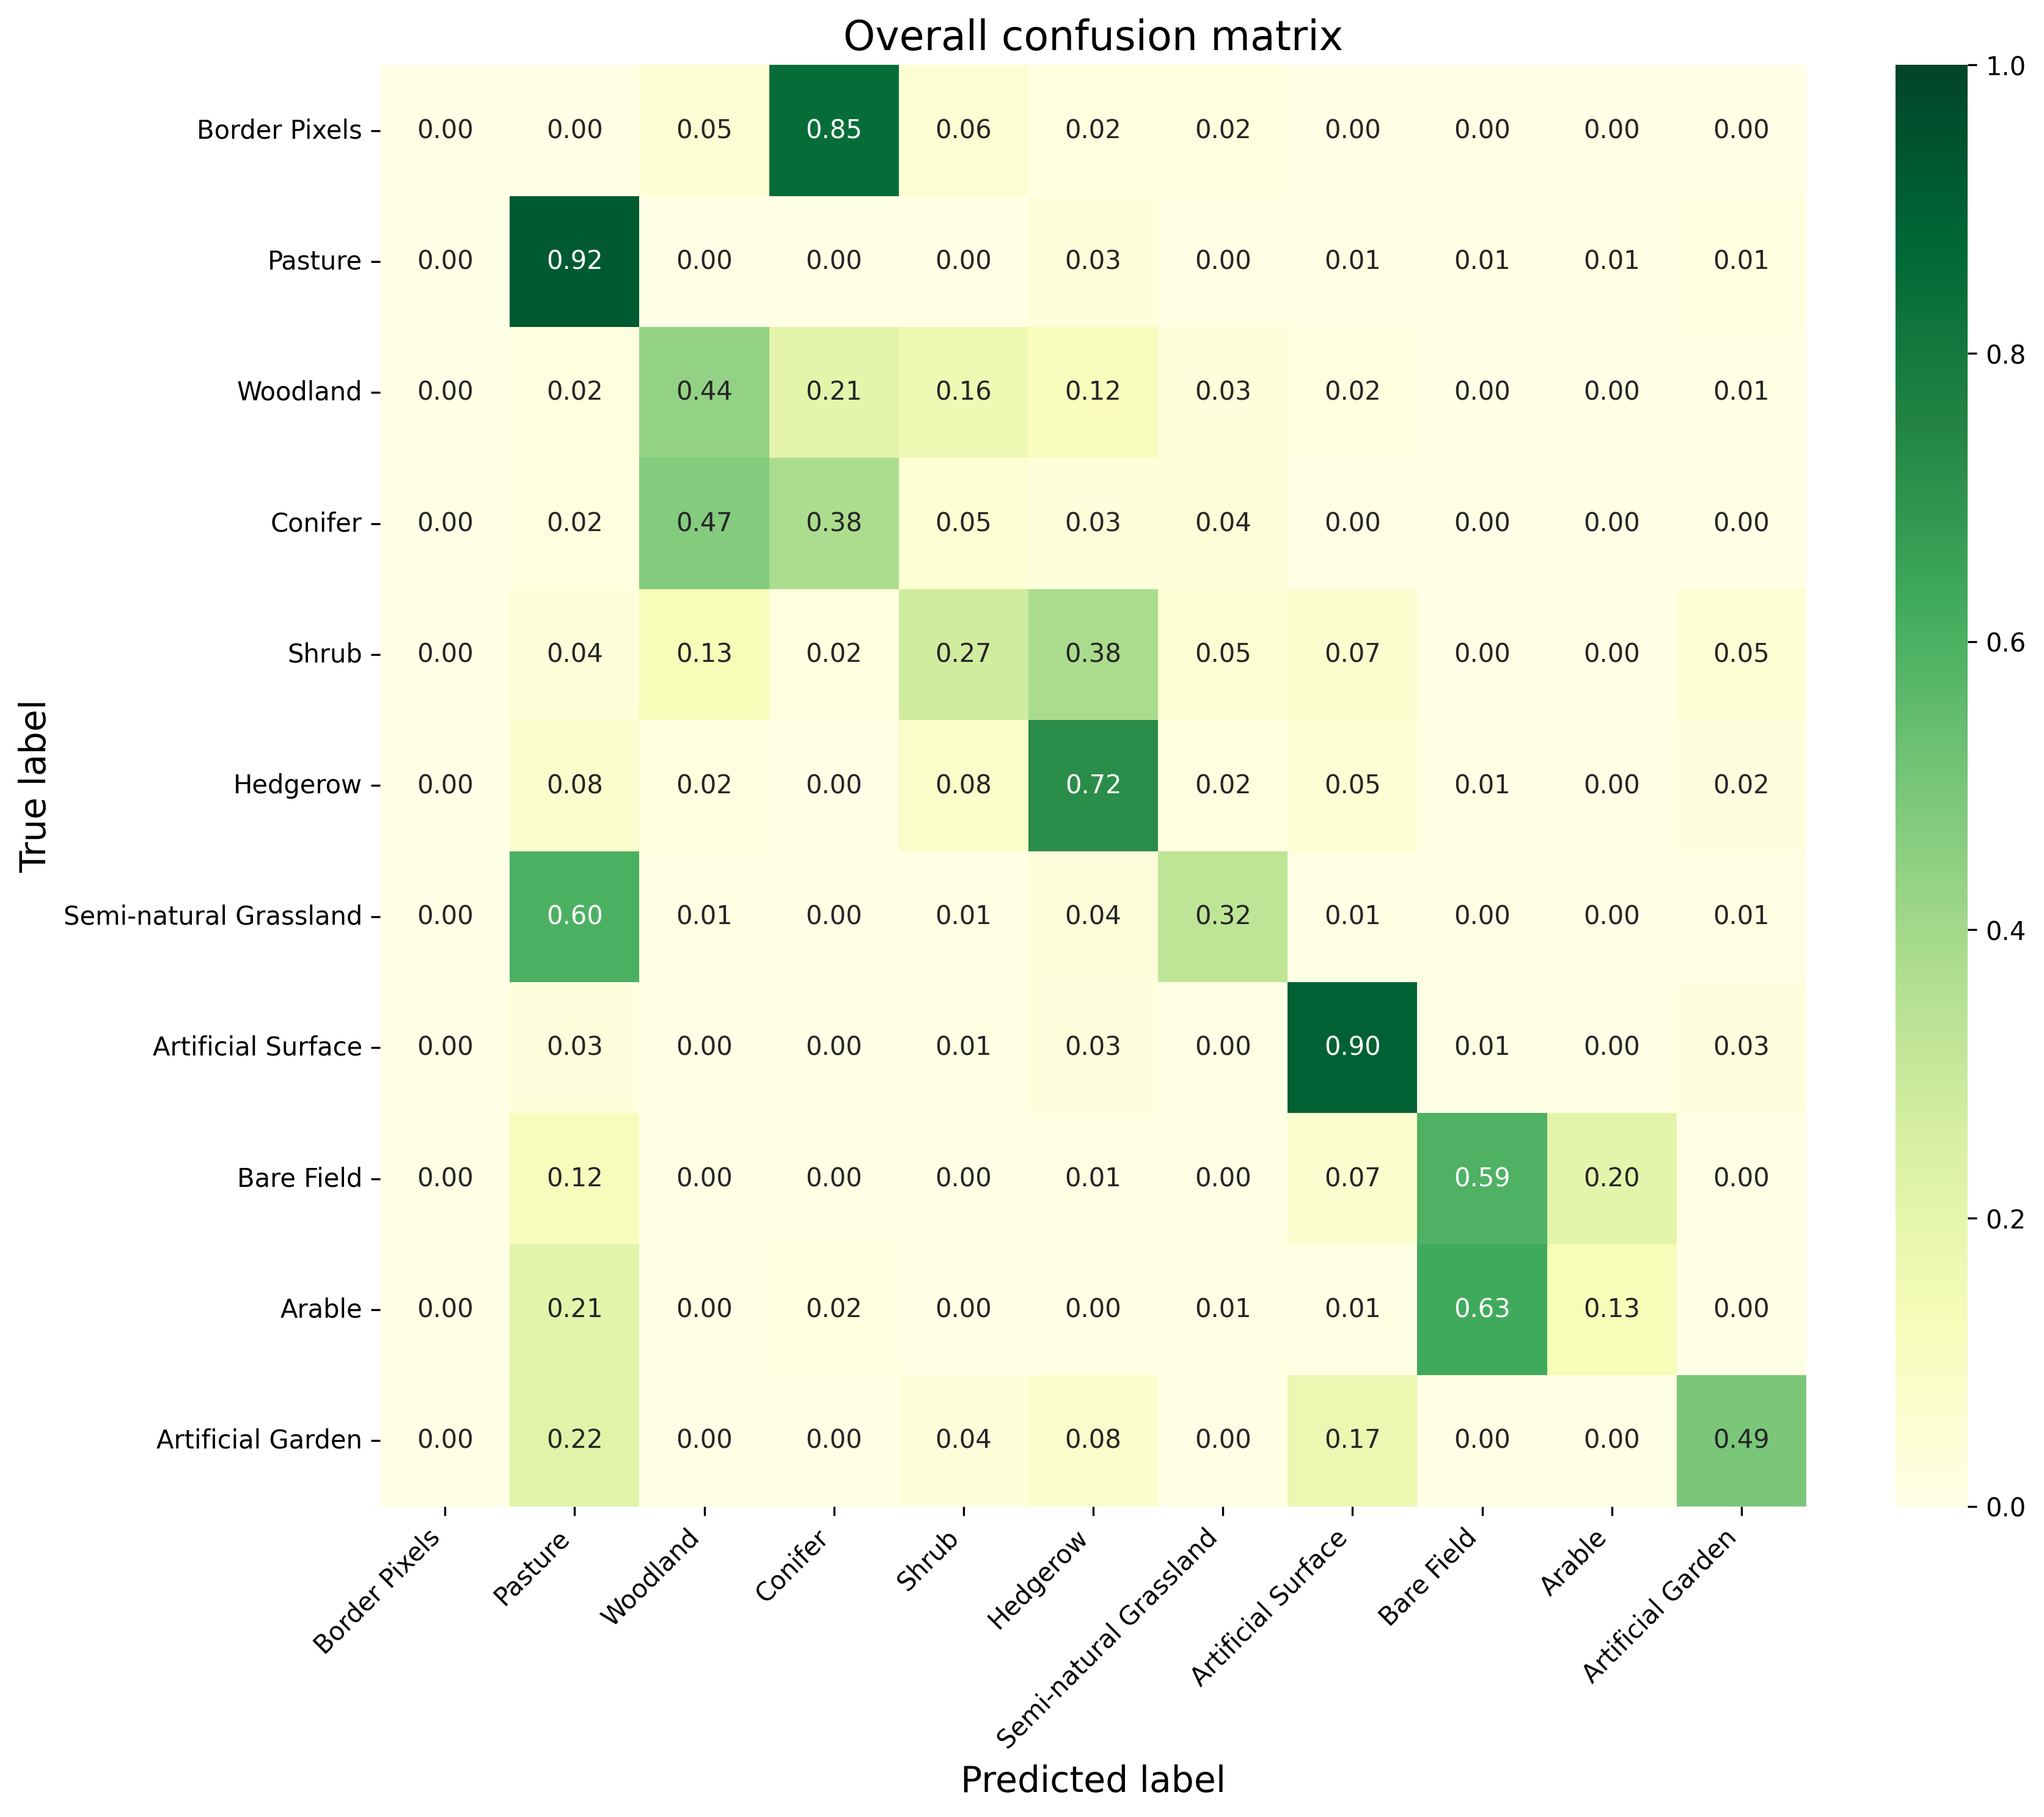 Overall confusion matrix
1.0
Border Pixels 0.00 0.00 0.05 0.85 0.06 0.02 0.02 0.00 0.00 0.00 0.00
Pasture 0.00 0.92 0.00 0.00 0.00 0.03 0.00 0.01 0.01 0.01 0.01
0.8
Woodland 0.00 0.02 0.44 0.21 0.16 0.12 0.03 0.02 0.00 0.00 0.01
Conifer 0.00 0.02 0.47 0.38 0.05 0.03 0.04 0.00 0.00 0.00 0.00
0.6
Shrub 0.00 0.04 0.13 0.02 0.27 0.38 0.05 0.07 0.00 0.00 0.05
True label
Hedgerow 0.00 0.08 0.02 0.00 0.08 0.72 0.02 0.05 0.01 0.00 0.02
Semi-natural Grassland 0.00 0.60 0.01 0.00 0.01 0.04 0.32 0.01 0.00 0.00 0.01
0.4
Artificial Surface 0.00 0.03 0.00 0.00 0.01 0.03 0.00 0.90 0.01 0.00 0.03
Bare Field 0.00 0.12 0.00 0.00 0.00 0.01 0.00 0.07 0.59 0.20 0.00
0.2
Arable 0.00 0.21 0.00 0.02 0.00 0.00 0.01 0.01 0.63 0.13 0.00
Artificial Garden 0.00 0.22 0.00 0.00 0.04 0.08 0.00 0.17 0.00 0.00 0.49
0.0
Border Pixels
Pasture
Woodland
Conifer
Shrub
Hedgerow
Semi-natural Grassland
Artificial Surface
Bare Field
Arable
Artificial Garden
Predicted label